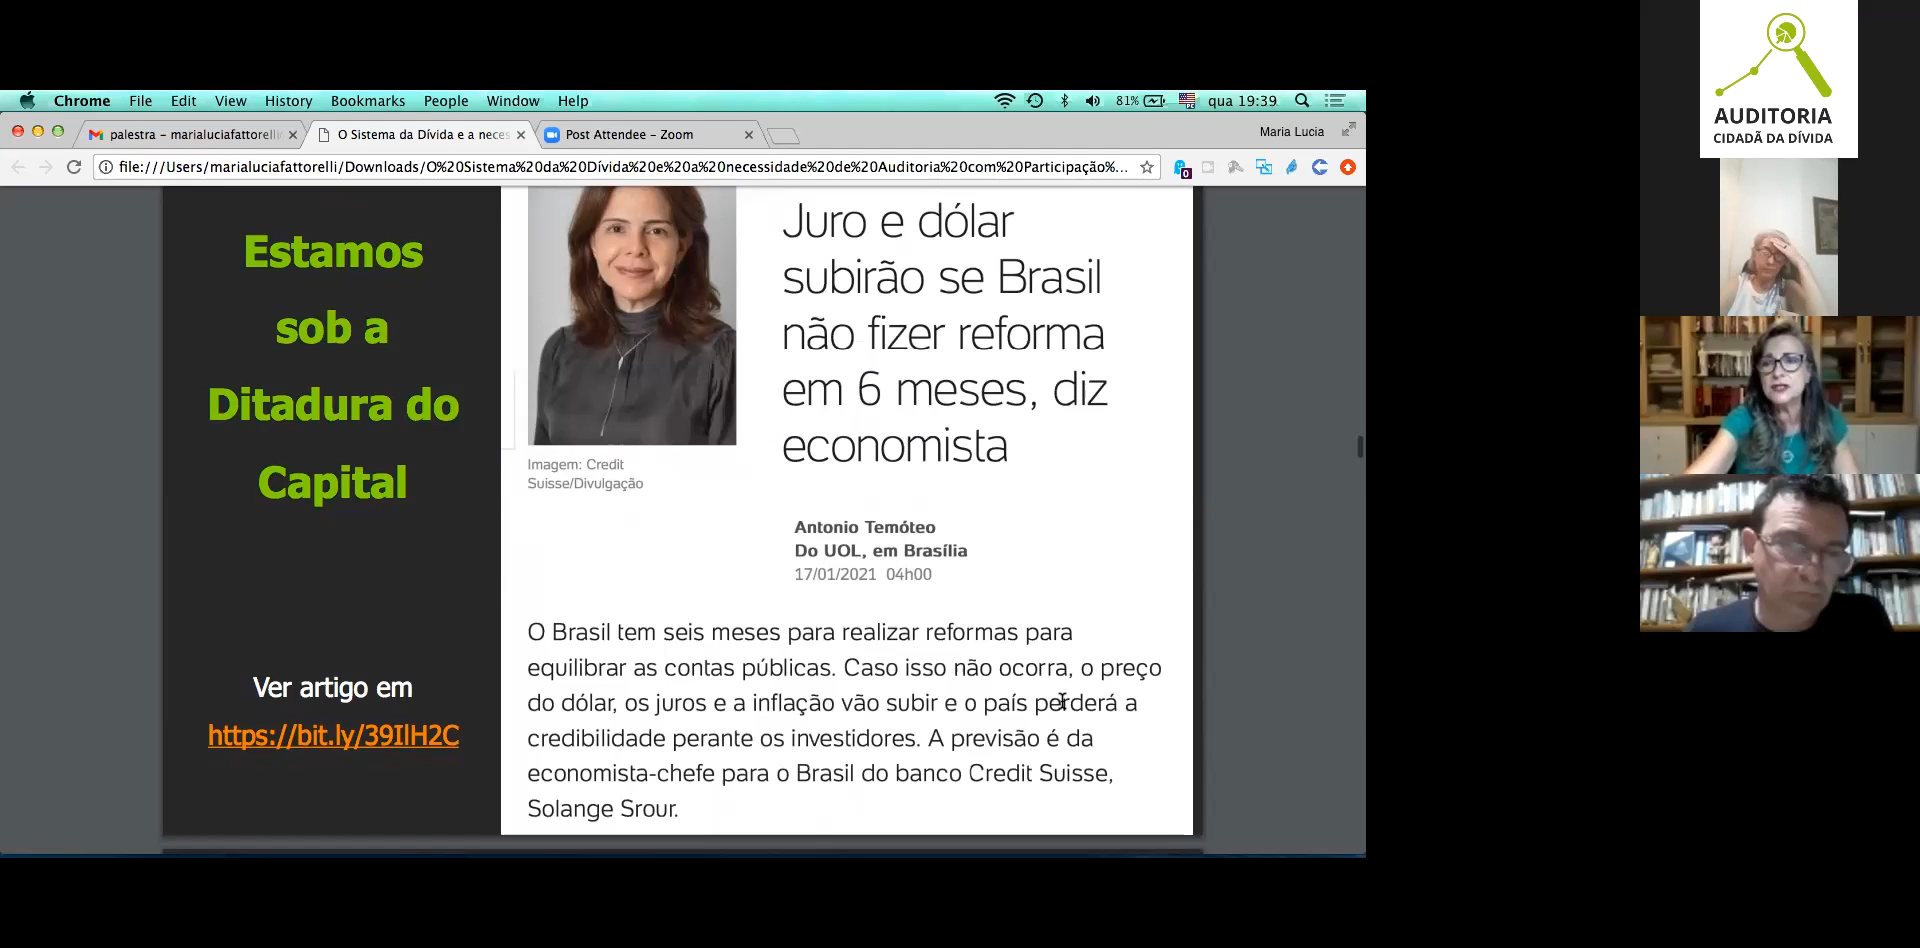 Chrome File Edit View History Bookmarks People Window Help 81% qua 19:39
palestra – marialuciafattorelli
O Sistema da Dívida e a neces
Post Attendee – Zoom
Maria Lucia
file:///Users/marialuciafattorelli/Downloads/O%20Sistema%20da%20Dívida%20e%20a%20necessidade%20de%20Auditoria%20com%20Participação%...
0
Estamos
sob a
Ditadura do
Capital
Ver artigo em
https://bit.ly/39IlH2C
Imagem: Credit
Suisse/Divulgação
Juro e dólar
subirão se Brasil
não fizer reforma
em 6 meses, diz
economista
Antonio Temóteo
Do UOL, em Brasília
17/01/2021 04h00
O Brasil tem seis meses para realizar reformas para
equilibrar as contas públicas. Caso isso não ocorra, o preço
do dólar, os juros e a inflação vão subir e o país perderá a
credibilidade perante os investidores. A previsão é da
economista-chefe para o Brasil do banco Credit Suisse,
Solange Srour.
AUDITORIA
CIDADÃ DA DÍVIDA